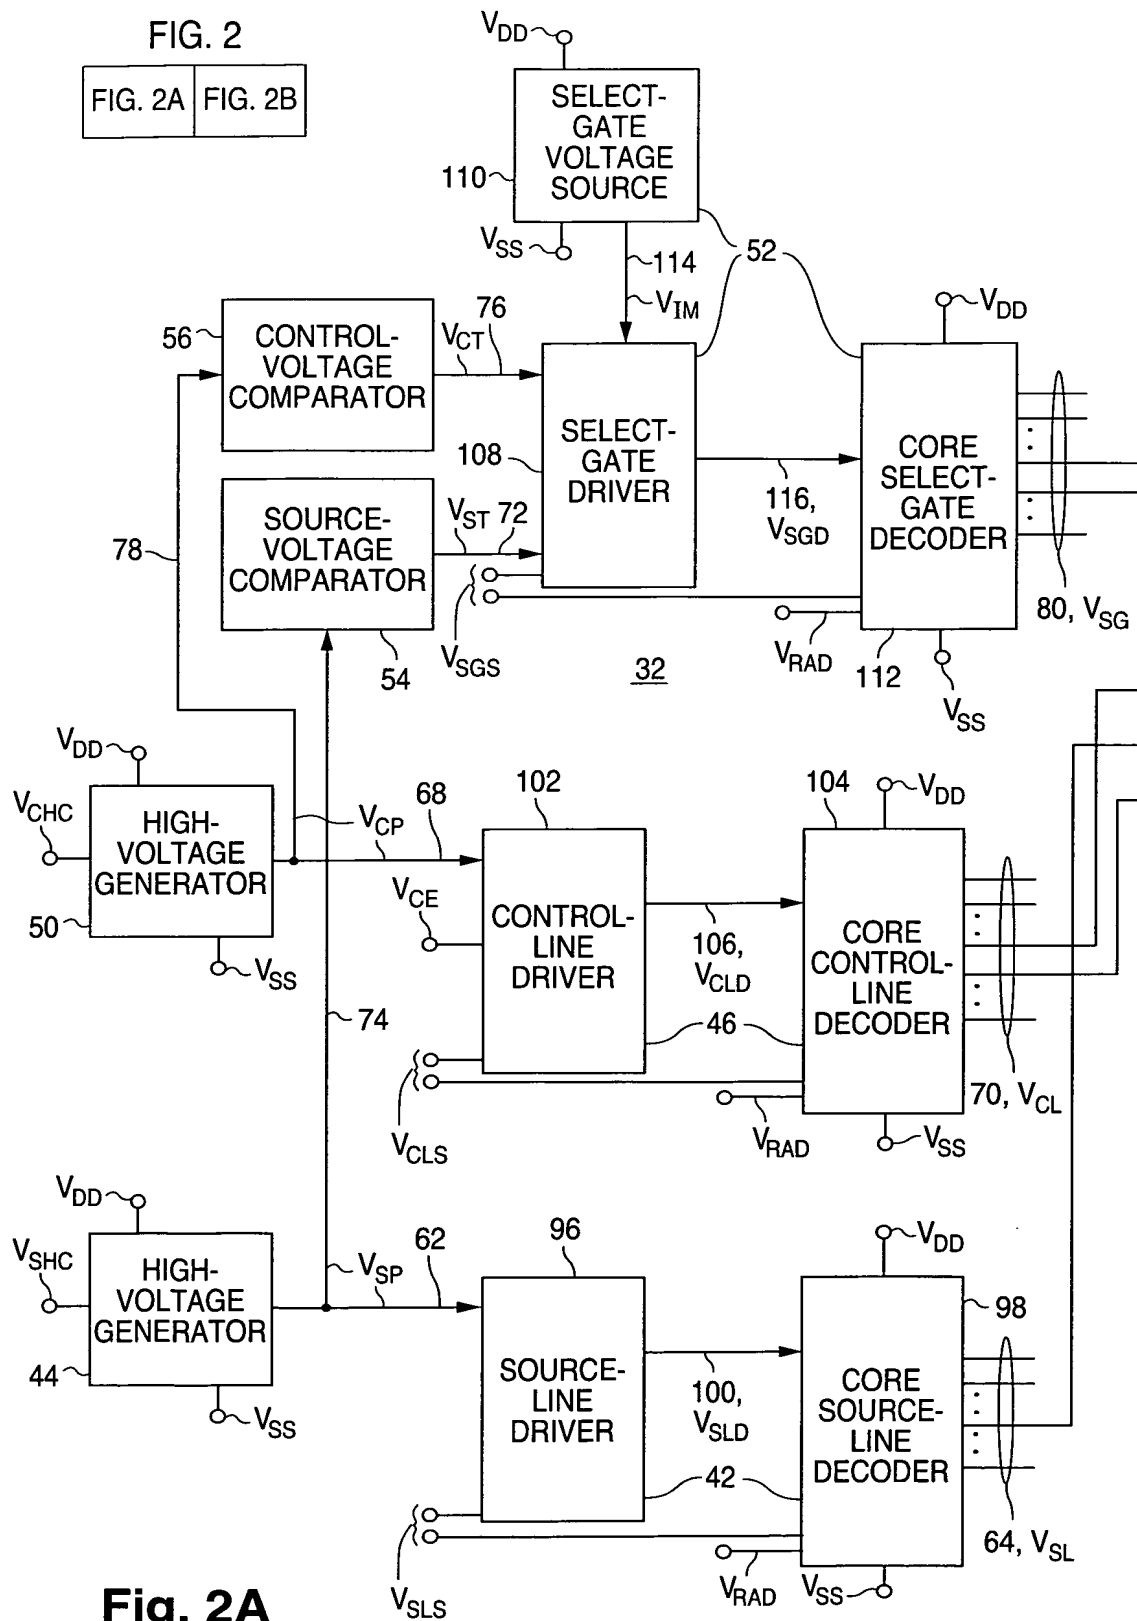 FIG. 2
FIG. 2A FIG. 2B
VDD
SELECT-
GATE
VOLTAGE
SOURCE
110
VSS
114
52
VIM
VDD
56
CONTROL-
VOLTAGE
COMPARATOR
VCT
76
108
SELECT-
GATE
DRIVER
116,
VSGD
CORE
SELECT-
GATE
DECODER
78
SOURCE-
VOLTAGE
COMPARATOR
VST
72
80, VSG
VSGS
VRAD
54
32
112
VSS
VDD
VCHC
HIGH-
VOLTAGE
GENERATOR
50
VSS
VCP
68
102
104
VDD
VCE
CONTROL-
LINE
DRIVER
106,
VCLD
CORE
CONTROL-
LINE
DECODER
74
46
70, VCL
VCLS
VRAD
VSS
VDD
VSHC
HIGH-
VOLTAGE
GENERATOR
44
VSS
VSP
62
96
VDD
98
SOURCE-
LINE
DRIVER
100,
VSLD
CORE
SOURCE-
LINE
DECODER
42
64, VSL
VSLS
VRAD
VSS
Fig. 2A